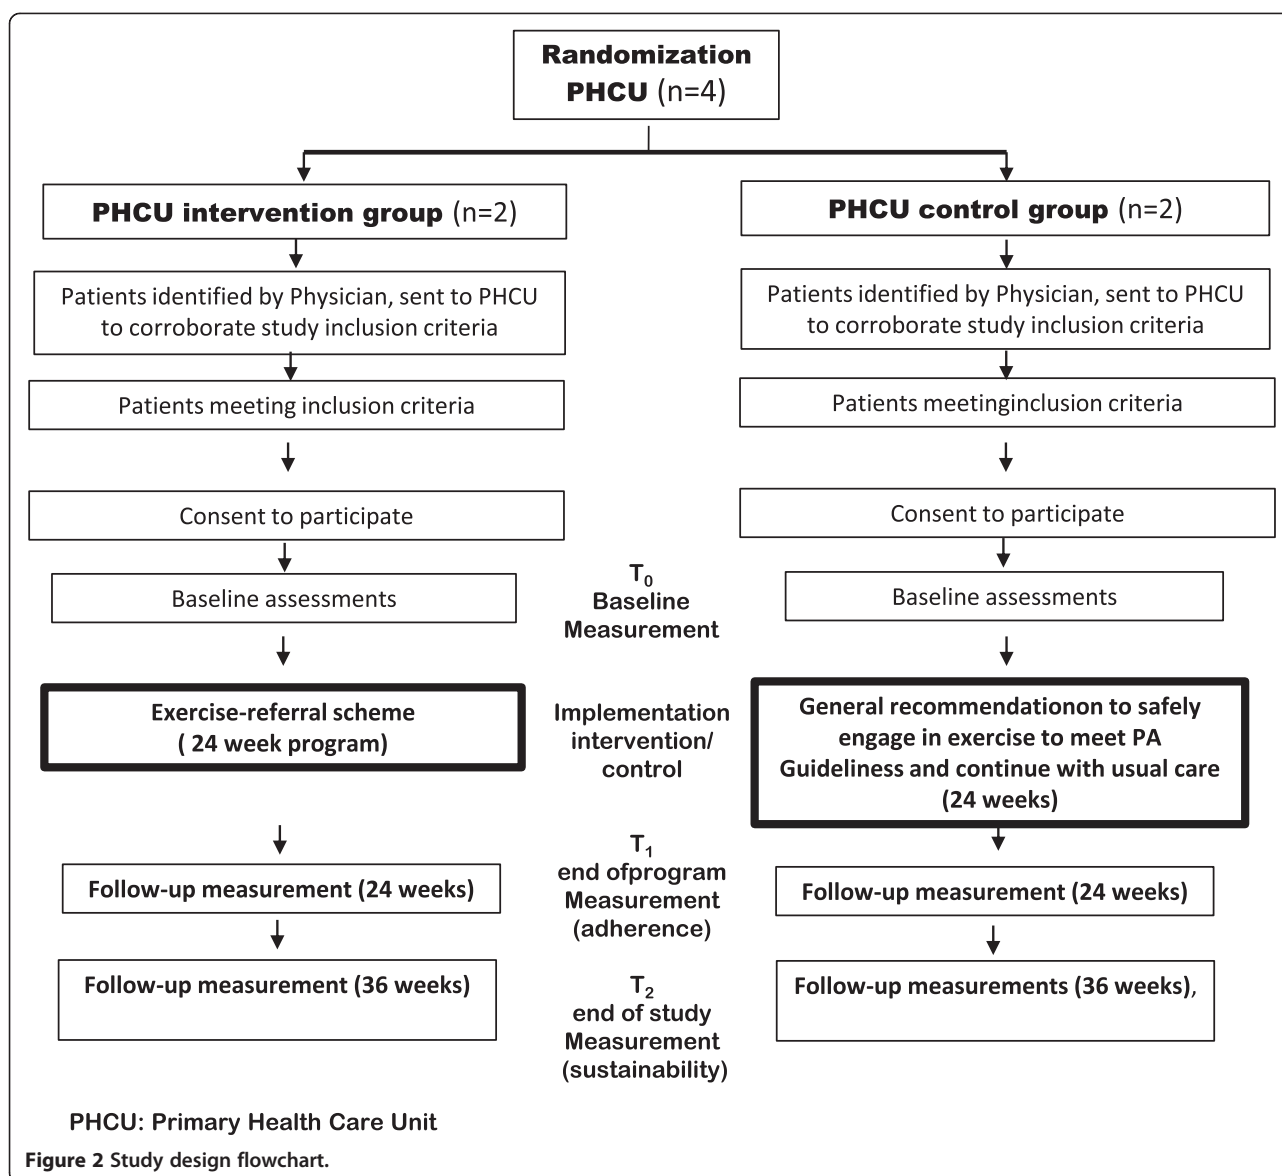 Randomization
PHCU (n=4)
PHCU intervention group (n=2)
PHCU control group (n=2)
Patients identified by Physician, sent to PHCU
to corroborate study inclusion criteria
Patients identified by Physician, sent to PHCU
to corroborate study inclusion criteria
Patients meeting inclusion criteria
Patients meetinginclusion criteria
Consent to participate
Consent to participate
Baseline assessments
T0
Baseline
Measurement
Baseline assessments
Exercise-referral scheme
( 24 week program)
Implementation
intervention/
control
General recommendationon to safely
engage in exercise to meet PA
Guideliness and continue with usual care
(24 weeks)
Follow-up measurement (24 weeks)
T1
end ofprogram
Measurement
(adherence)
Follow-up measurement (24 weeks)
Follow-up measurement (36 weeks)
T2
end of study
Measurement
(sustainability)
Follow-up measurements (36 weeks),
PHCU: Primary Health Care Unit
Figure 2 Study design flowchart.